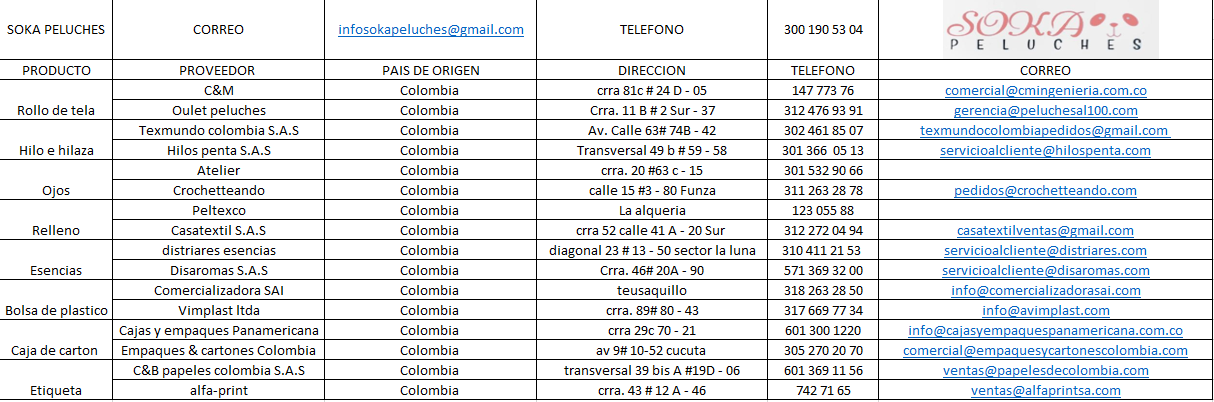 SOKA PELUCHES CORREO infosokapeluches@gmail.com TELEFONO 300 190 53 04 SOKA PELUCHES
PRODUCTO PROVEEDOR PAIS DE ORIGEN DIRECCION TELEFONO CORREO
C&M Colombia crra 81c # 24 D - 05 147 773 76 comercial@cmingenieria.com.co
Rollo de tela Oulet peluches Colombia Crra. 11 B # 2 Sur - 37 312 476 93 91 gerencia@peluchesal100.com
Texmundo colombia S.A.S Colombia Av. Calle 63# 74B - 42 302 461 85 07 texmundocolombiapedidos@gmail.com
Hilo e hilaza Hilos penta S.A.S Colombia Transversal 49 b # 59 - 58 301 366 05 13 servicioalcliente@hilospenta.com
Atelier Colombia crra. 20 #63 c - 15 301 532 90 66
Ojos Crochetteando Colombia calle 15 #3 - 80 Funza 311 263 28 78 pedidos@crochetteando.com
Peltexco Colombia La alqueria 123 055 88
Relleno Casatextil S.A.S Colombia crra 52 calle 41 A - 20 Sur 312 272 04 94 casatextilventas@gmail.com
distriares esencias Colombia diagonal 23 # 13 - 50 sector la luna 310 411 21 53 servicioalcliente@distriares.com
Esencias Disaromas S.A.S Colombia Crra. 46# 20A - 90 571 369 32 00 servicioalcliente@disaromas.com
Comercializadora SAI Colombia teusaquillo 318 263 28 50 info@comercializadorasai.com
Bolsa de plastico Vimplast ltda Colombia crra. 89# 80 - 43 317 669 77 34 info@avimplast.com
Cajas y empaques Panamericana Colombia crra 29c 70 - 21 601 300 1220 info@cajasyempaquespanamericana.com.co
Caja de carton Empaques & cartones Colombia Colombia av 9# 10-52 cucuta 305 270 20 70 comercial@empaquesycartonescolombia.com
C&B papeles colombia S.A.S Colombia transversal 39 bis A #19D - 06 601 369 11 56 ventas@papelesdecolombia.com
Etiqueta alfa-print Colombia crra. 43 # 12 A - 46 742 71 65 ventas@alfaprintsa.com